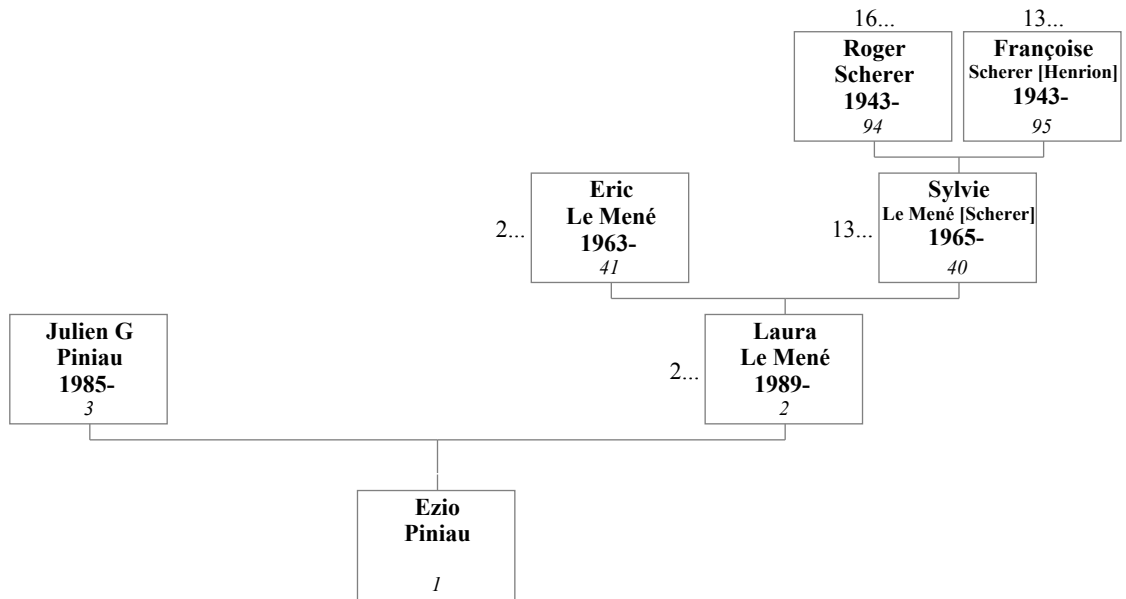 16...
13...
Roger
Scherer
1943-
94
Françoise
Scherer [Henrion]
1943-
95
2...
Eric
Le Mené
1963-
41
13...
Sylvie
Le Mené [Scherer]
1965-
40
Julien G
Piniau
1985-
3
2...
Laura
Le Mené
1989-
2
Ezio
Piniau
1